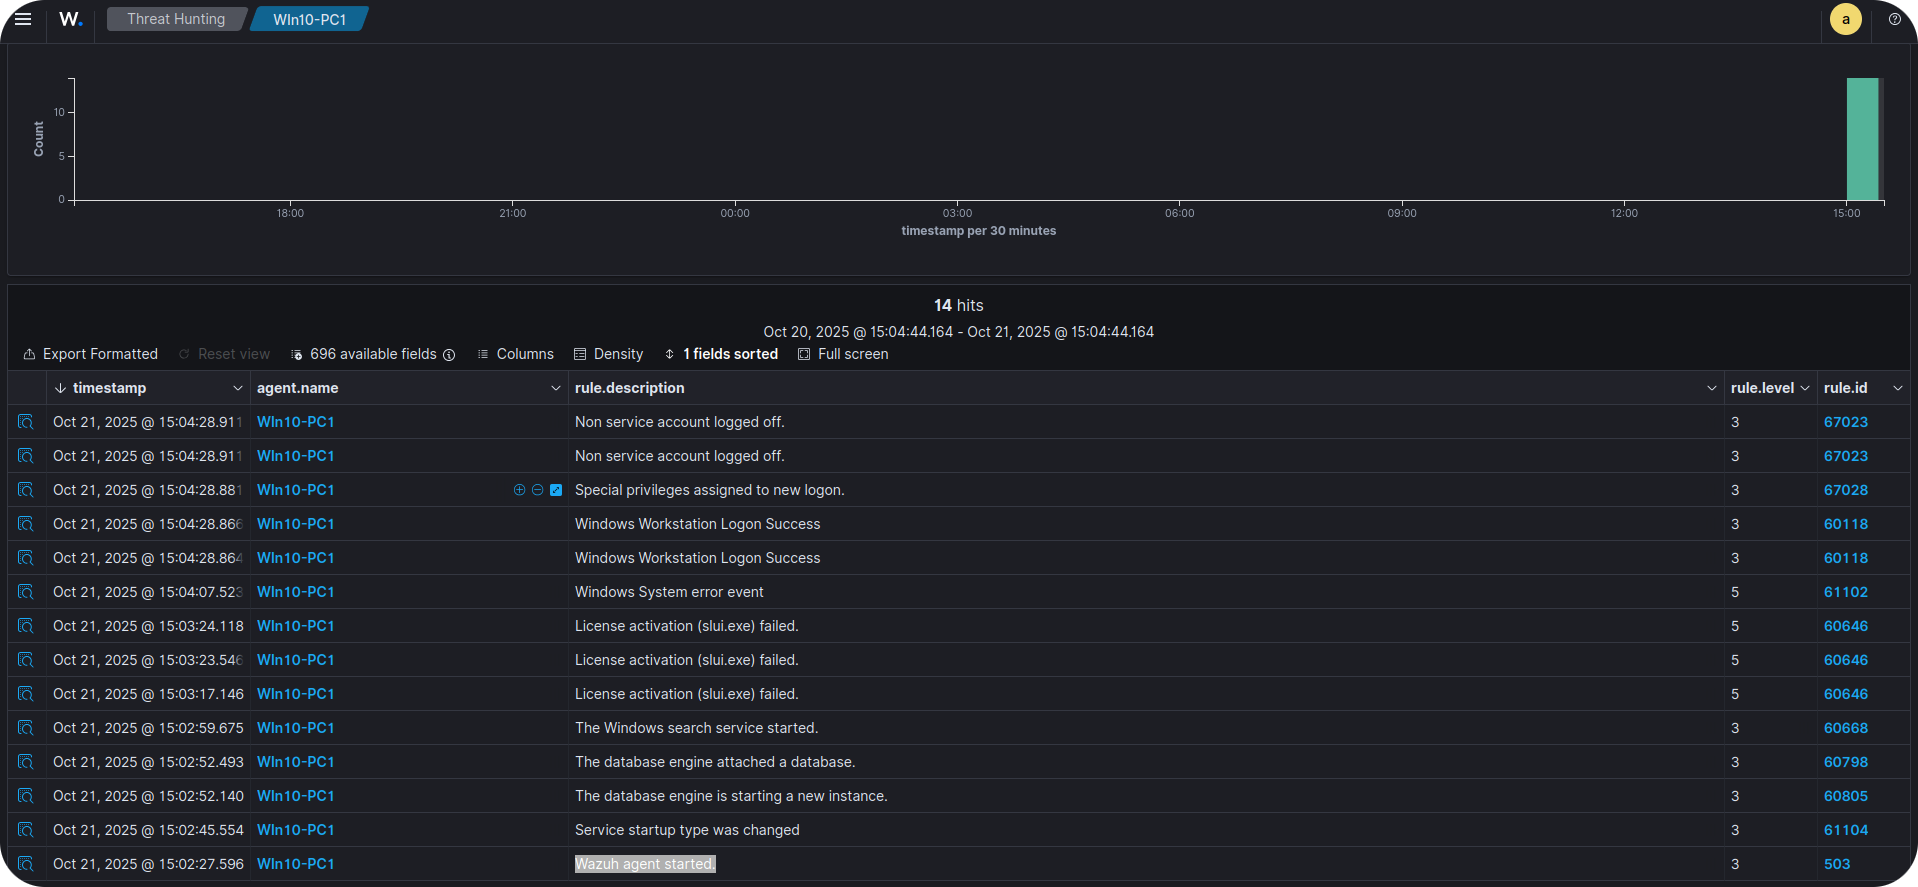 W. Threat Hunting WIn10-PC1 a
Count
10
5
0
18:00 21:00 00:00 03:00 06:00 09:00 12:00 15:00
timestamp per 30 minutes
14 hits
Oct 20, 2025 @ 15:04:44.164 - Oct 21, 2025 @ 15:04:44.164
Export Formatted Reset view 696 available fields Columns Density 1 fields sorted Full screen
timestamp agent.name rule.description rule.level rule.id
Oct 21, 2025 @ 15:04:28.911 WIn10-PC1 Non service account logged off. 3 67023
Oct 21, 2025 @ 15:04:28.911 WIn10-PC1 Non service account logged off. 3 67023
Oct 21, 2025 @ 15:04:28.881 WIn10-PC1 Special privileges assigned to new logon. 3 67028
Oct 21, 2025 @ 15:04:28.866 WIn10-PC1 Windows Workstation Logon Success 3 60118
Oct 21, 2025 @ 15:04:28.864 WIn10-PC1 Windows Workstation Logon Success 3 60118
Oct 21, 2025 @ 15:04:07.523 WIn10-PC1 Windows System error event 5 61102
Oct 21, 2025 @ 15:03:24.118 WIn10-PC1 License activation (slui.exe) failed. 5 60646
Oct 21, 2025 @ 15:03:23.546 WIn10-PC1 License activation (slui.exe) failed. 5 60646
Oct 21, 2025 @ 15:03:17.146 WIn10-PC1 License activation (slui.exe) failed. 5 60646
Oct 21, 2025 @ 15:02:59.675 WIn10-PC1 The Windows search service started. 3 60668
Oct 21, 2025 @ 15:02:52.493 WIn10-PC1 The database engine attached a database. 3 60798
Oct 21, 2025 @ 15:02:52.140 WIn10-PC1 The database engine is starting a new instance. 3 60805
Oct 21, 2025 @ 15:02:45.554 WIn10-PC1 Service startup type was changed 3 61104
Oct 21, 2025 @ 15:02:27.596 WIn10-PC1 Wazuh agent started. 3 503